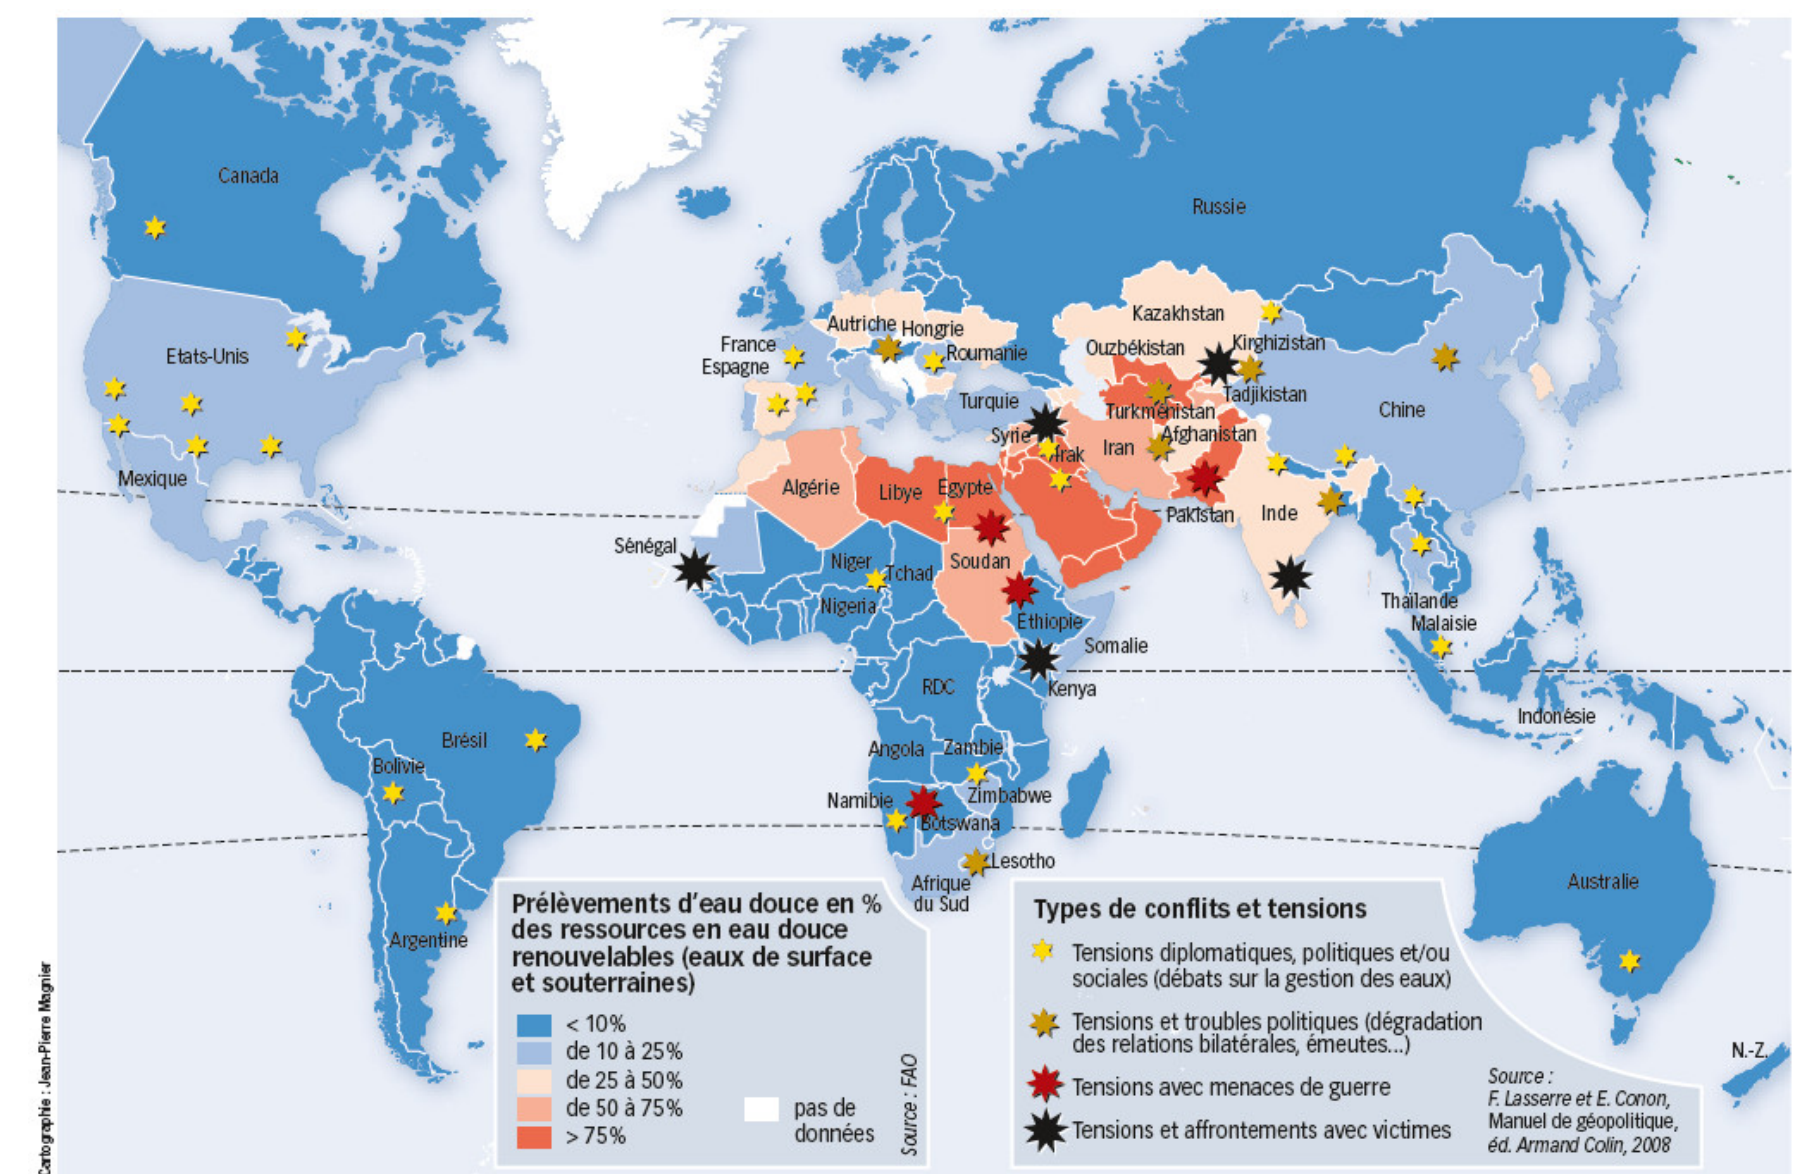 Canada
Russie
Etats-Unis
Mexique
France
Espagne
Autriche
Hongrie
Roumanie
Turquie
Kazakhstan
Ouzbékistan
Kirghizistan
Tadjikistan
Turkménistan
Afghanistan
Chine
Syrie
Irak
Iran
Algérie
Libye
Egypte
Pakistan
Inde
Sénégal
Niger
Tchad
Soudan
Nigeria
Ethiopie
Somalie
Thaïlande
Malaisie
RDC
Kenya
Indonésie
Brésil
Bolivie
Angola
Zambie
Namibie
Zimbabwe
Botswana
Lesotho
Afrique
du Sud
Argentine
Australie
N.-Z.
Prélèvements d'eau douce en %
des ressources en eau douce
renouvelables (eaux de surface
et souterraines)
< 10%
de 10 à 25%
de 25 à 50%
de 50 à 75%
> 75%
pas de
données
Source : FAO
Types de conflits et tensions
Tensions diplomatiques, politiques et/ou
sociales (débats sur la gestion des eaux)
Tensions et troubles politiques (dégradation
des relations bilatérales, émeutes...)
Tensions avec menaces de guerre
Tensions et affrontements avec victimes
Source :
F. Lasserre et E. Conon,
Manuel de géopolitique,
éd. Armand Colin, 2008
Cartographie : Jean-Pierre Magnier